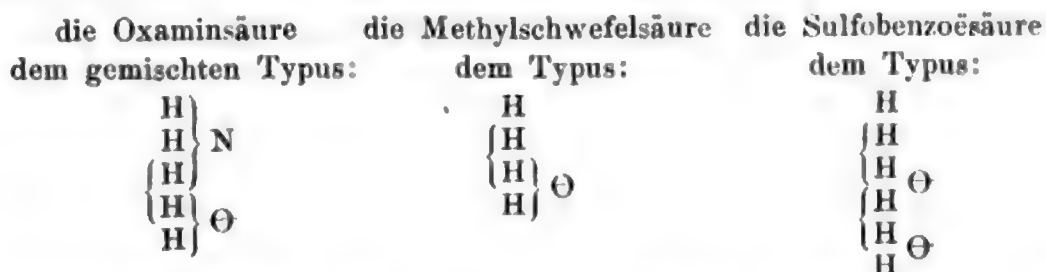 die Oxaminsäure die Methylschwefelsäure die Sulfobenzoësäure
dem gemischten Typus: dem Typus: dem Typus:
H H H
H N H H
H H Ɵ H Ɵ
H Ɵ H H
H H Ɵ
H